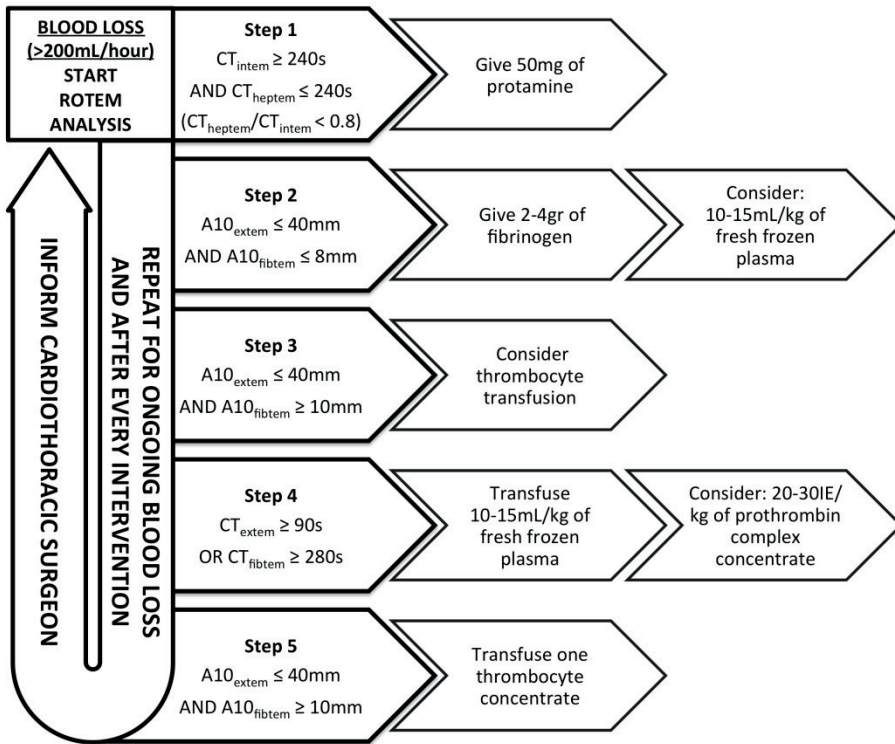 BLOOD LOSS
(>200mL/hour)
START
ROTEM
ANALYSIS
Step 1
CTintem ≥ 240s
AND CTheptem ≤ 240s
(CTheptem/CTintem < 0.8)
Give 50mg of
protamine
Step 2
A10extem ≤ 40mm
AND A10fibtem ≤ 8mm
Give 2-4gr of
fibrinogen
Consider:
10-15mL/kg of
fresh frozen
plasma
Step 3
A10extem ≤ 40mm
AND A10fibtem ≥ 10mm
Consider
thrombocyte
transfusion
Step 4
CTextem ≥ 90s
OR CTfibtem ≥ 280s
Transfuse
10-15mL/kg of
fresh frozen
plasma
Consider: 20-30IE/
kg of prothrombin
complex
concentrate
Step 5
A10extem ≤ 40mm
AND A10fibtem ≥ 10mm
Transfuse one
thrombocyte
concentrate
REPEAT FOR ONGOING BLOOD LOSS
AND AFTER EVERY INTERVENTION
INFORM CARDIOTHORACIC SURGEON